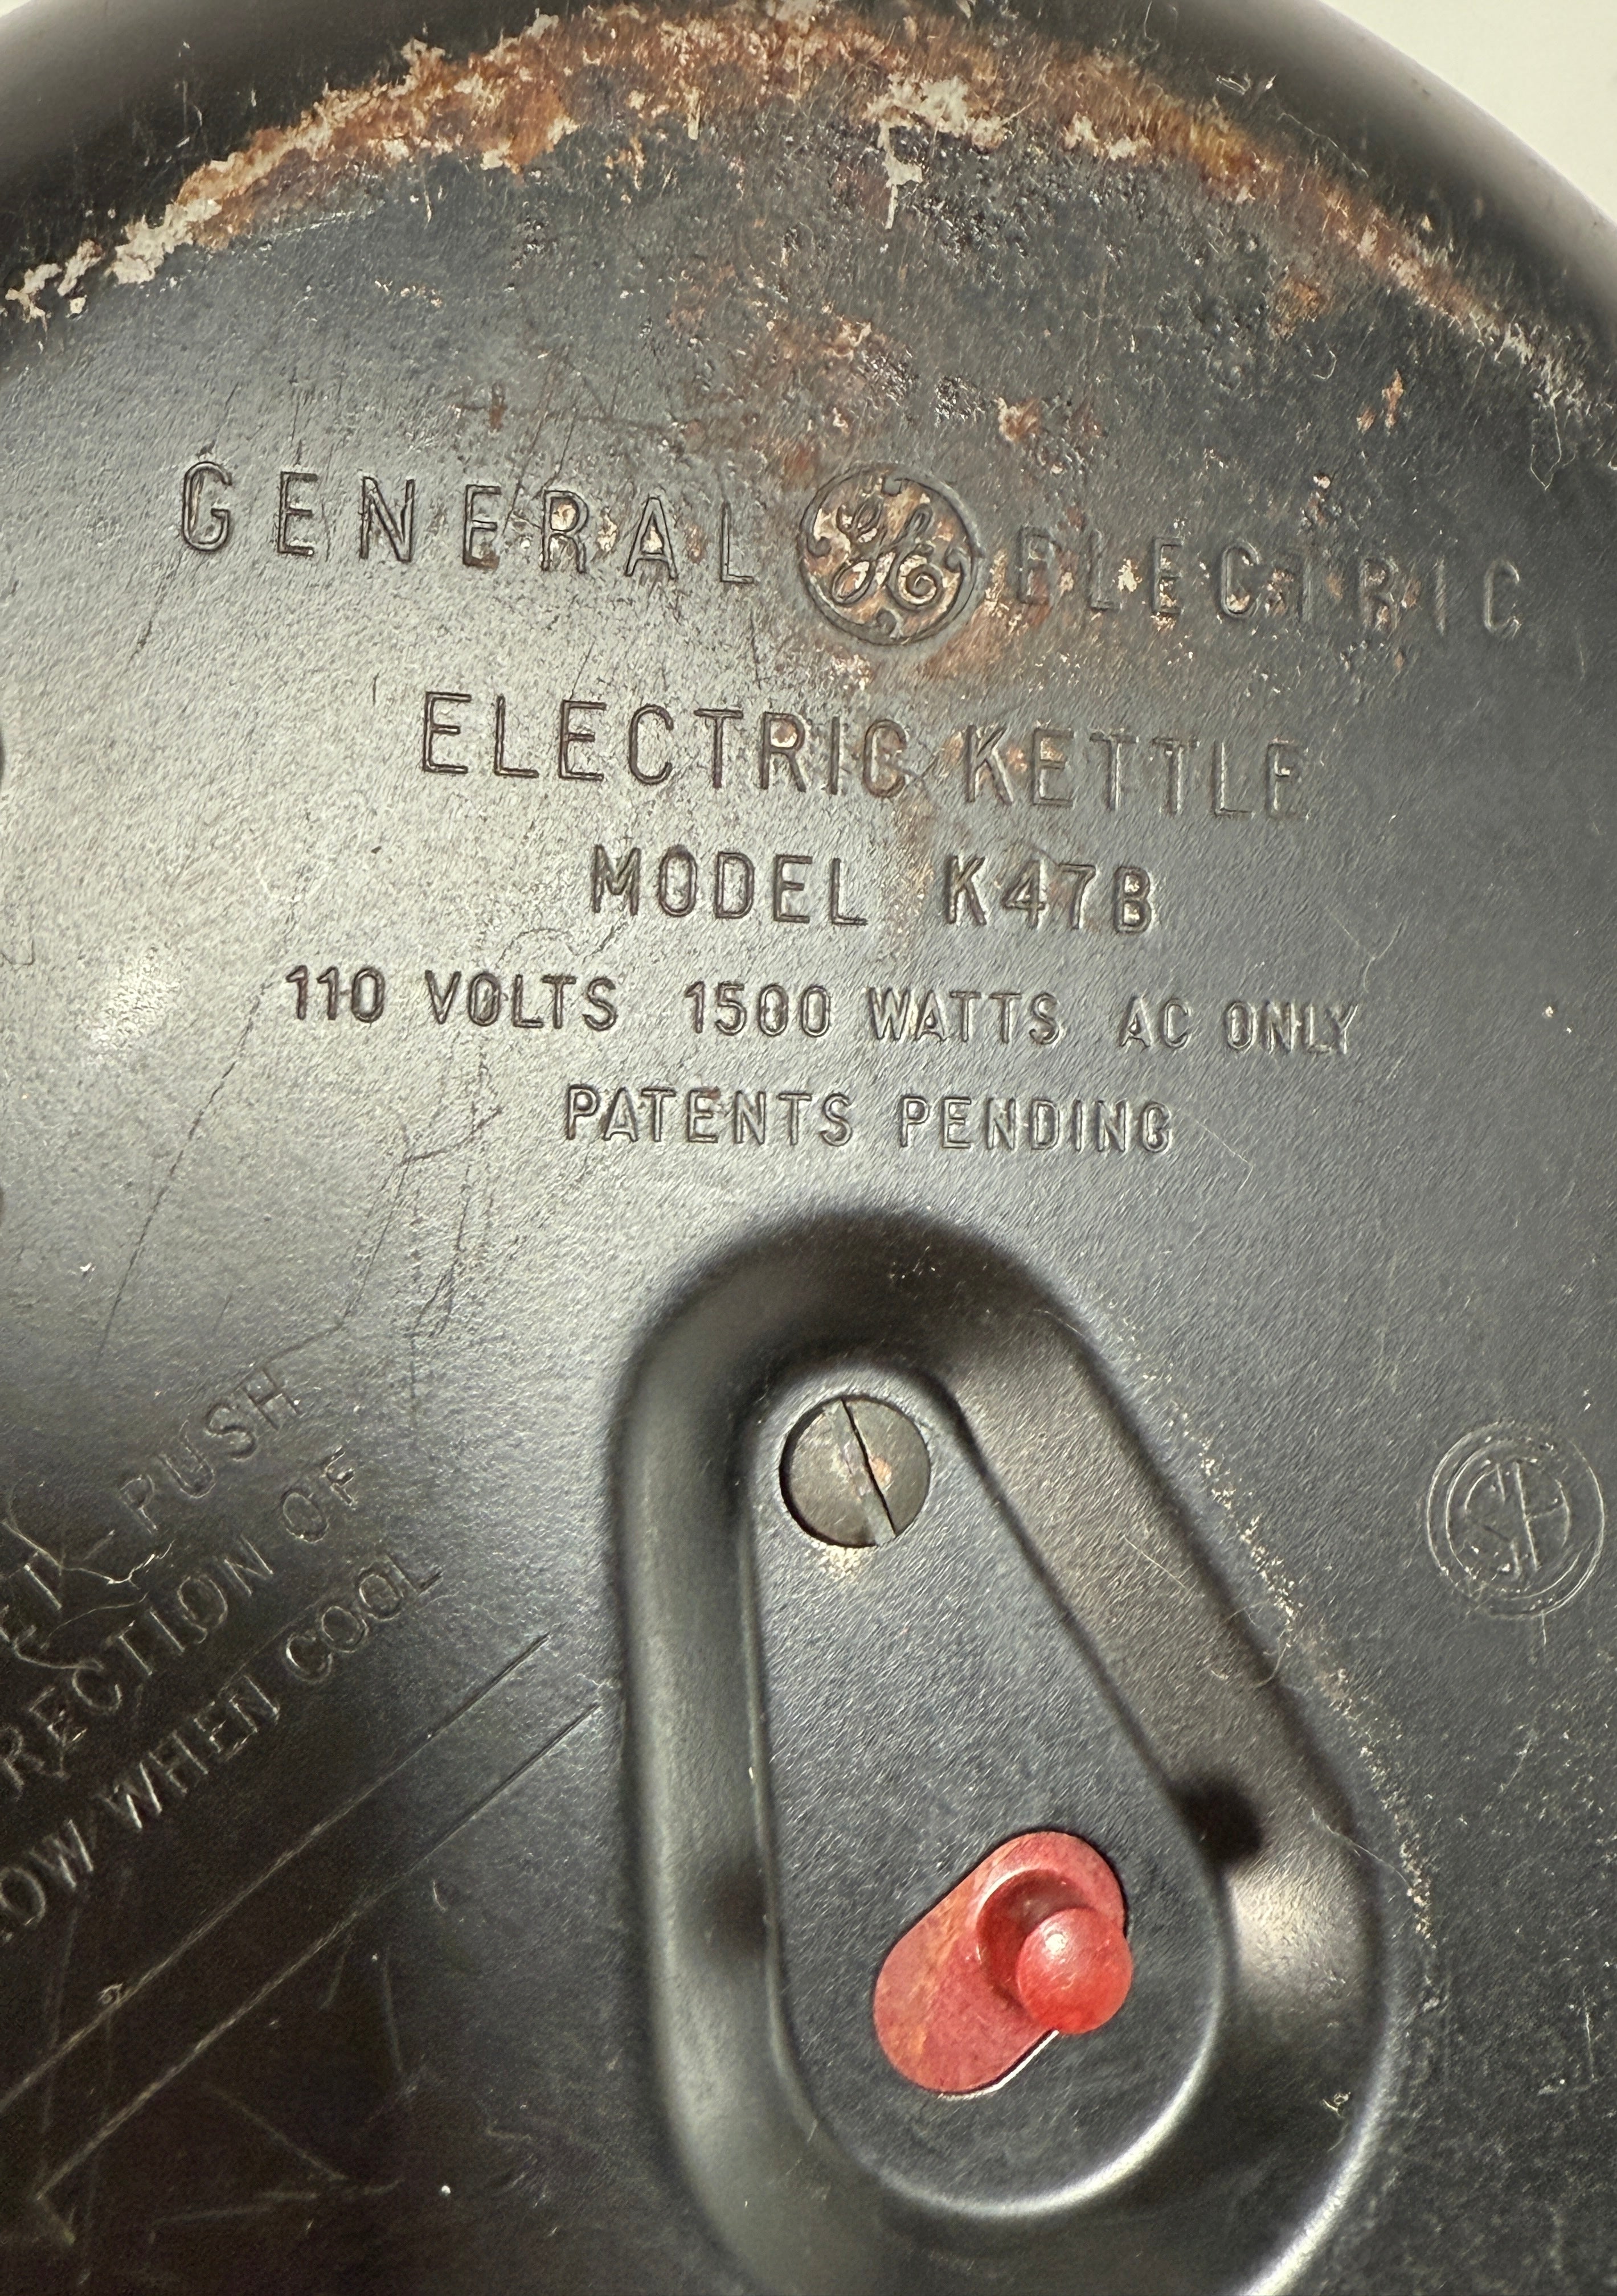 GENERAL GE ELECTRIC
ELECTRIC KETTLE
MODEL K47B
110 VOLTS 1500 WATTS AC ONLY
PATENTS PENDING
PUSH
RECTION OF
OW WHEN COOL